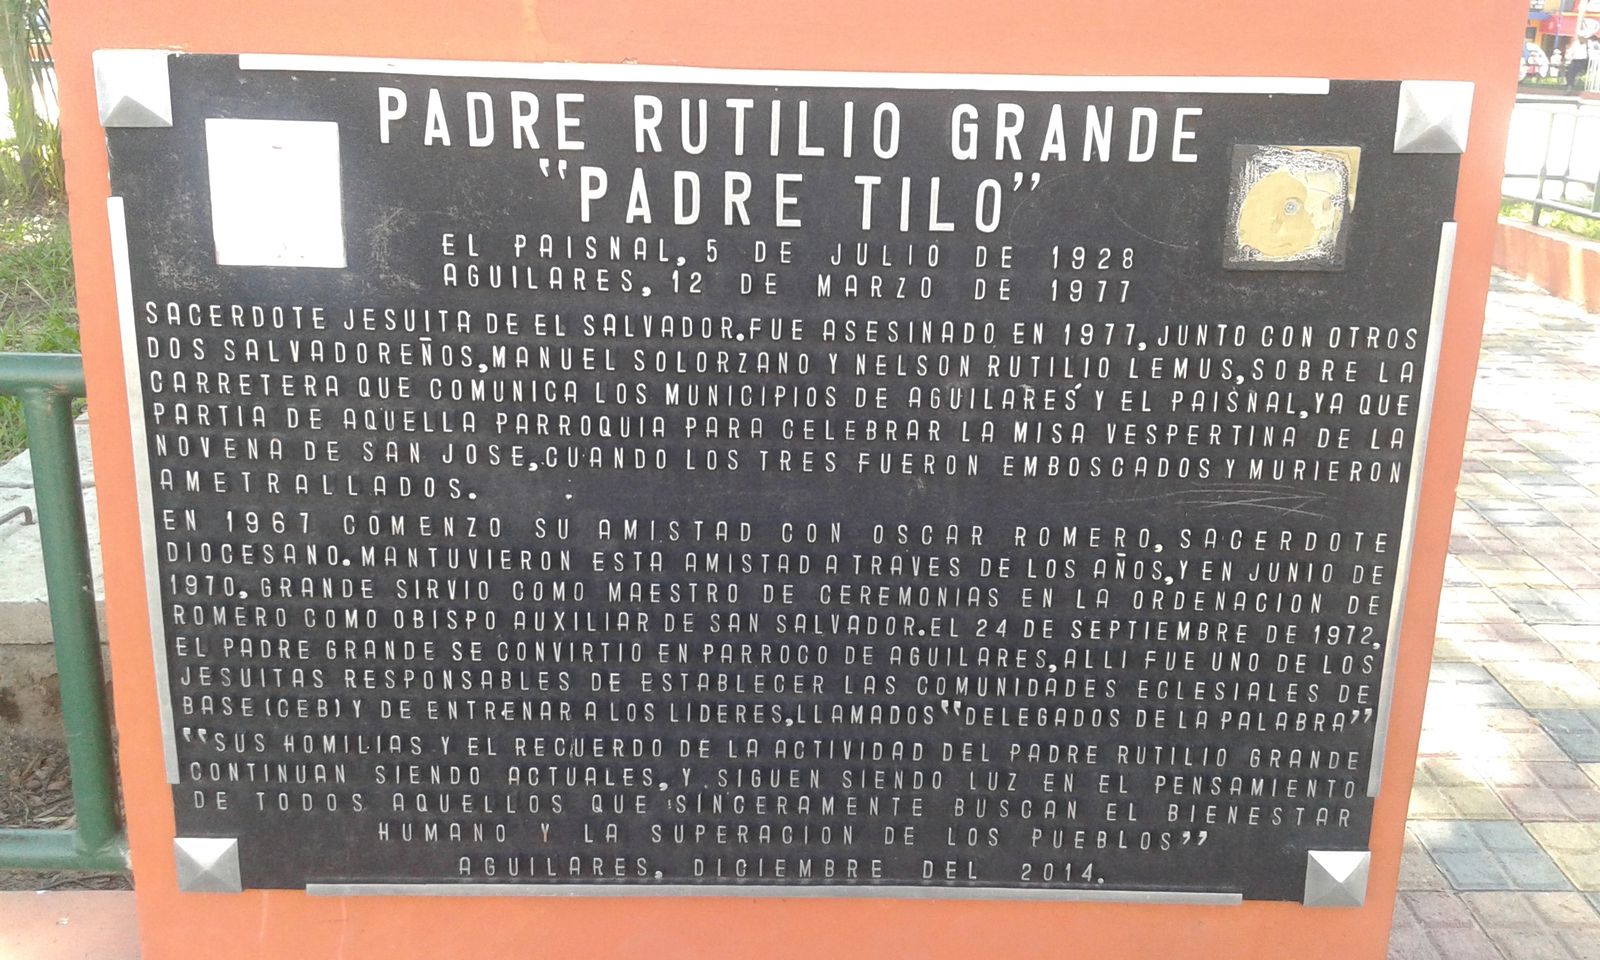 PADRE RUTILIO GRANDE
"PADRE TILO"
EL PAISNAL, 5 DE JULIO DE 1928
AGUILARES, 12 DE MARZO DE 1977
SACERDOTE JESUITA DE EL SALVADOR. FUE ASESINADO EN 1977, JUNTO CON OTROS
DOS SALVADOREÑOS, MANUEL SOLORZANO Y NELSON RUTILIO LEMUS, SOBRE LA
CARRETERA QUE COMUNICA LOS MUNICIPIOS DE AGUILARES Y EL PAISNAL, YA QUE
PARTIA DE AQUELLA PARROQUIA PARA CELEBRAR LA MISA VESPERTINA DE LA
NOVENA DE SAN JOSE, CUANDO LOS TRES FUERON EMBOSCADOS Y MURIERON
AMETRALLADOS.
EN 1967 COMENZO SU AMISTAD CON OSCAR ROMERO, SACERDOTE
DIOCESANO. MANTUVIERON ESTA AMISTAD A TRAVES DE LOS AÑOS, Y EN JUNIO DE
1970, GRANDE SIRVIO COMO MAESTRO DE CEREMONIAS EN LA ORDENACION DE
ROMERO COMO OBISPO AUXILIAR DE SAN SALVADOR. EL 24 DE SEPTIEMBRE DE 1972,
EL PADRE GRANDE SE CONVIRTIO EN PARROCO DE AGUILARES, ALLI FUE UNO DE LOS
JESUITAS RESPONSABLES DE ESTABLECER LAS COMUNIDADES ECLESIALES DE
BASE (CEB) Y DE ENTRENAR A LOS LIDERES, LLAMADOS "DELEGADOS DE LA PALABRA"
"SUS HOMILIAS Y EL RECUERDO DE LA ACTIVIDAD DEL PADRE RUTILIO GRANDE
CONTINUAN SIENDO ACTUALES, Y SIGUEN SIENDO LUZ EN EL PENSAMIENTO
DE TODOS AQUELLOS QUE SINCERAMENTE BUSCAN EL BIENESTAR
HUMANO Y LA SUPERACION DE LOS PUEBLOS"
AGUILARES, DICIEMBRE DEL 2014.